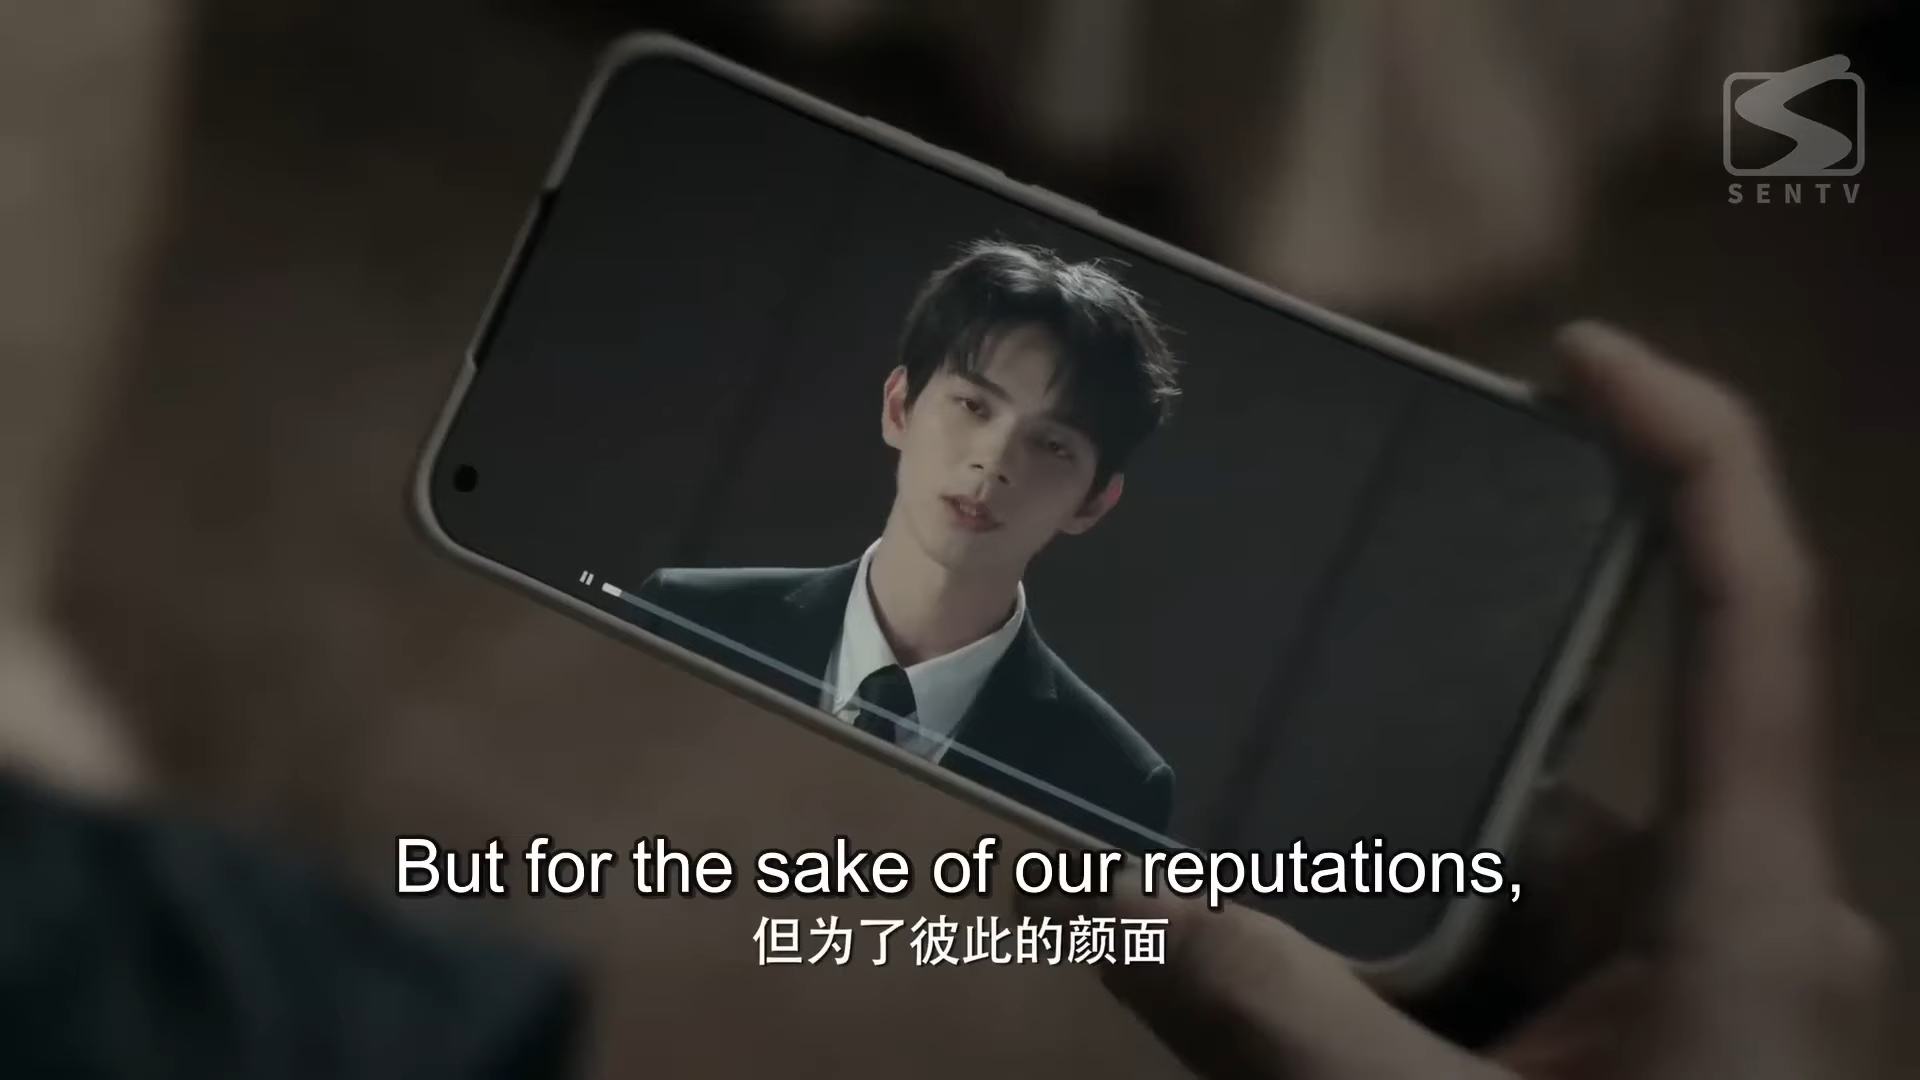 SENTV
But for the sake of our reputations,
但为了彼此的颜面